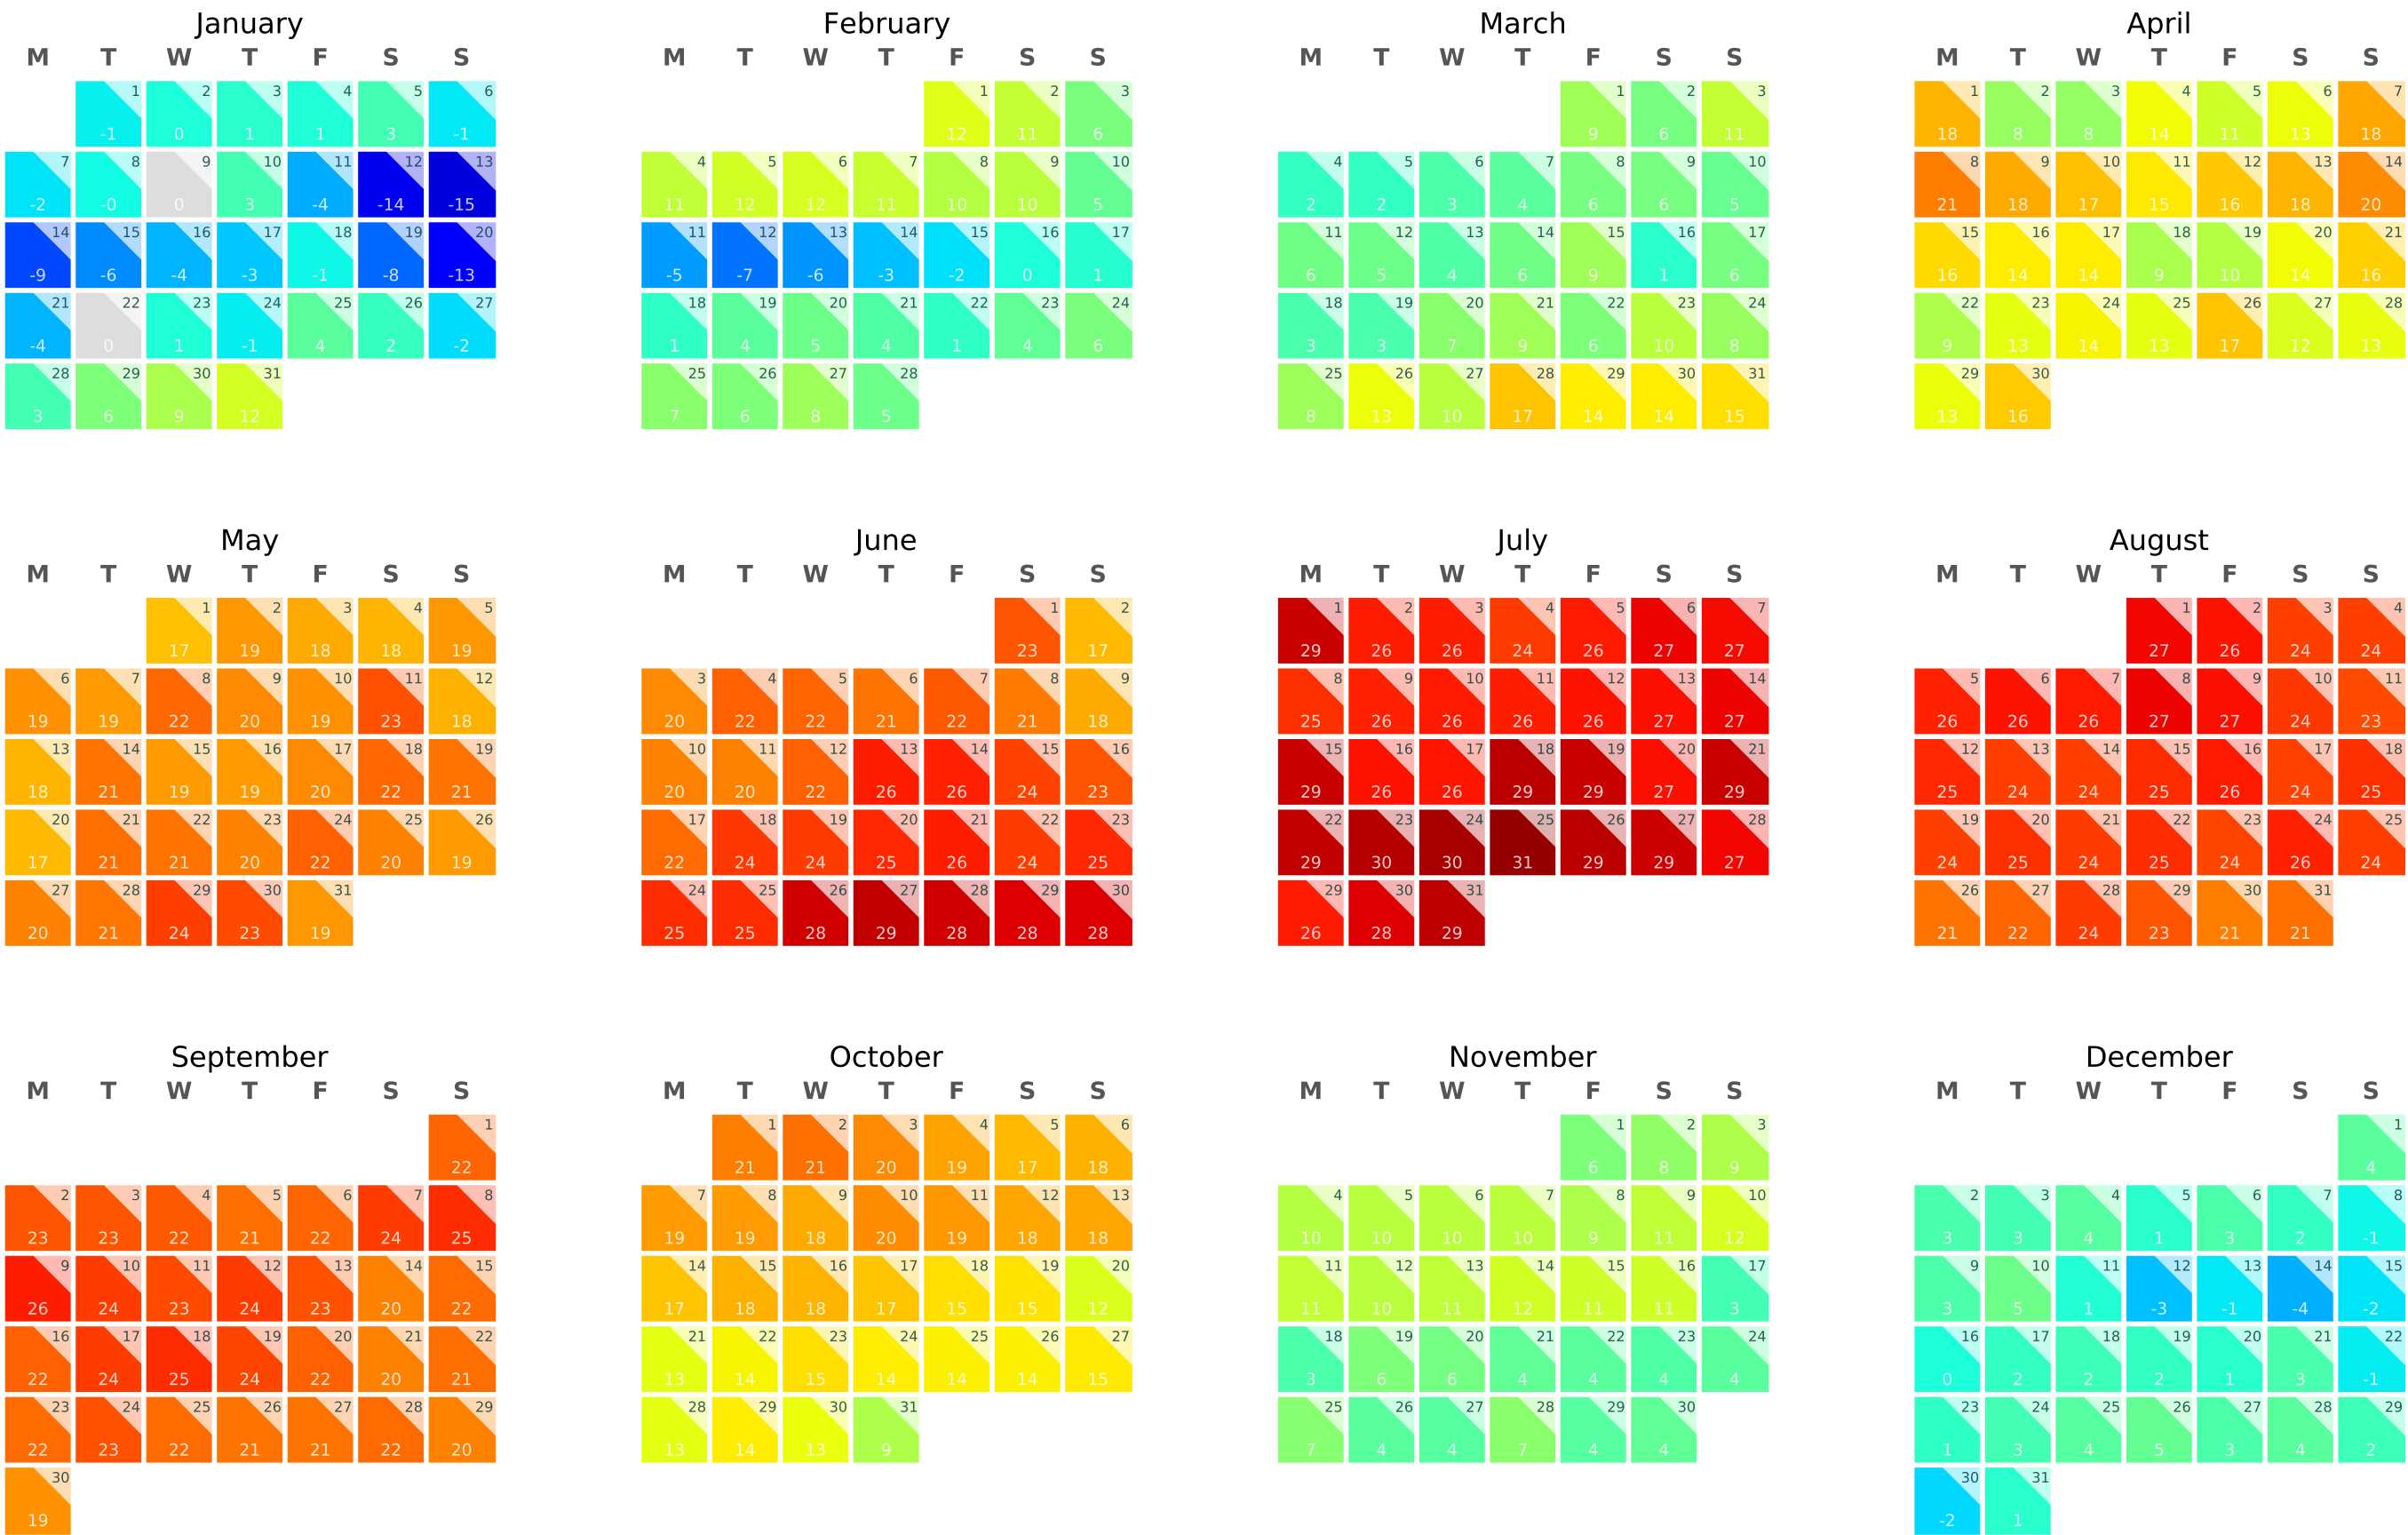 January February March April
M T W T F S S M T W T F S S M T W T F S S M T W T F S S
1 2 3 4 5 6 1 2 3 1 2 3 1 2 3 4 5 6 7
-1 0 1 1 3 -1 12 11 6 9 6 11 18 8 8 14 11 13 18
7 8 9 10 11 12 13 4 5 6 7 8 9 10 4 5 6 7 8 9 10 8 9 10 11 12 13 14
-2 -0 0 3 -4 -14 -15 11 12 12 11 10 10 5 2 2 3 4 6 6 5 21 18 17 15 16 18 20
14 15 16 17 18 19 20 11 12 13 14 15 16 17 11 12 13 14 15 16 17 15 16 17 18 19 20 21
-9 -6 -4 -3 -1 -8 -13 -5 -7 -6 -3 -2 0 1 6 5 4 6 9 1 6 16 14 14 9 10 14 16
21 22 23 24 25 26 27 18 19 20 21 22 23 24 18 19 20 21 22 23 24 22 23 24 25 26 27 28
-4 0 1 -1 4 2 -2 1 4 5 4 1 4 6 3 3 7 9 6 10 8 9 13 14 13 17 12 13
28 29 30 31 25 26 27 28 25 26 27 28 29 30 31 29 30
3 6 9 12 7 6 8 5 8 13 10 17 14 14 15 13 16
May June July August
M T W T F S S M T W T F S S M T W T F S S M T W T F S S
1 2 3 4 5 1 2 1 2 3 4 5 6 7 1 2 3 4
17 19 18 18 19 23 17 29 26 26 24 26 27 27 27 26 24 24
6 7 8 9 10 11 12 3 4 5 6 7 8 9 8 9 10 11 12 13 14 5 6 7 8 9 10 11
19 19 22 20 19 23 18 20 22 22 21 22 21 18 25 26 26 26 26 27 27 26 26 26 27 27 24 23
13 14 15 16 17 18 19 10 11 12 13 14 15 16 15 16 17 18 19 20 21 12 13 14 15 16 17 18
18 21 19 19 20 22 21 20 20 22 26 26 24 23 29 26 26 29 29 27 29 25 24 24 25 26 24 25
20 21 22 23 24 25 26 17 18 19 20 21 22 23 22 23 24 25 26 27 28 19 20 21 22 23 24 25
17 21 21 20 22 20 19 22 24 24 25 26 24 25 29 30 30 31 29 29 27 24 25 24 25 24 26 24
27 28 29 30 31 24 25 26 27 28 29 30 29 30 31 26 27 28 29 30 31
20 21 24 23 19 25 25 28 29 28 28 28 26 28 29 21 22 24 23 21 21
September October November December
M T W T F S S M T W T F S S M T W T F S S M T W T F S S
1 1 2 3 4 5 6 1 2 3 1
22 21 21 20 19 17 18 6 8 9 4
2 3 4 5 6 7 8 7 8 9 10 11 12 13 4 5 6 7 8 9 10 2 3 4 5 6 7 8
23 23 22 21 22 24 25 19 19 18 20 19 18 18 10 10 10 10 9 11 12 3 3 4 1 3 2 -1
9 10 11 12 13 14 15 14 15 16 17 18 19 20 11 12 13 14 15 16 17 9 10 11 12 13 14 15
26 24 23 24 23 20 22 17 18 18 17 15 15 12 11 10 11 12 11 11 3 3 5 1 -3 -1 -4 -2
16 17 18 19 20 21 22 21 22 23 24 25 26 27 18 19 20 21 22 23 24 16 17 18 19 20 21 22
22 24 25 24 22 20 21 13 14 15 14 14 14 15 3 6 6 4 4 4 4 0 2 2 2 1 3 -1
23 24 25 26 27 28 29 28 29 30 31 25 26 27 28 29 30 23 24 25 26 27 28 29
22 23 22 21 21 22 20 13 14 13 9 7 4 4 7 4 4 1 3 4 5 3 4 2
30 30 31
19 -2 1